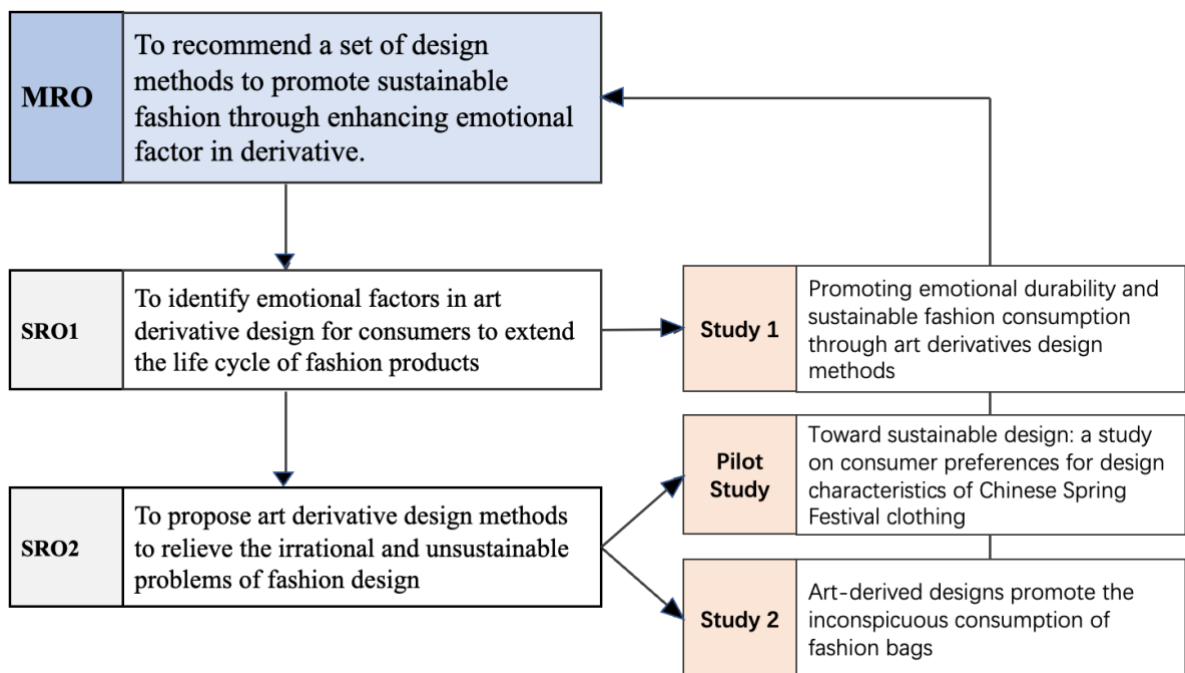 MRO
To recommend a set of design
methods to promote sustainable
fashion through enhancing emotional
factor in derivative.
SRO1
To identify emotional factors in art
derivative design for consumers to extend
the life cycle of fashion products
Study 1
Promoting emotional durability and
sustainable fashion consumption
through art derivatives design
methods
Pilot
Study
Toward sustainable design: a study
on consumer preferences for design
characteristics of Chinese Spring
Festival clothing
SRO2
To propose art derivative design methods
to relieve the irrational and unsustainable
problems of fashion design
Study 2
Art-derived designs promote the
inconspicuous consumption of
fashion bags